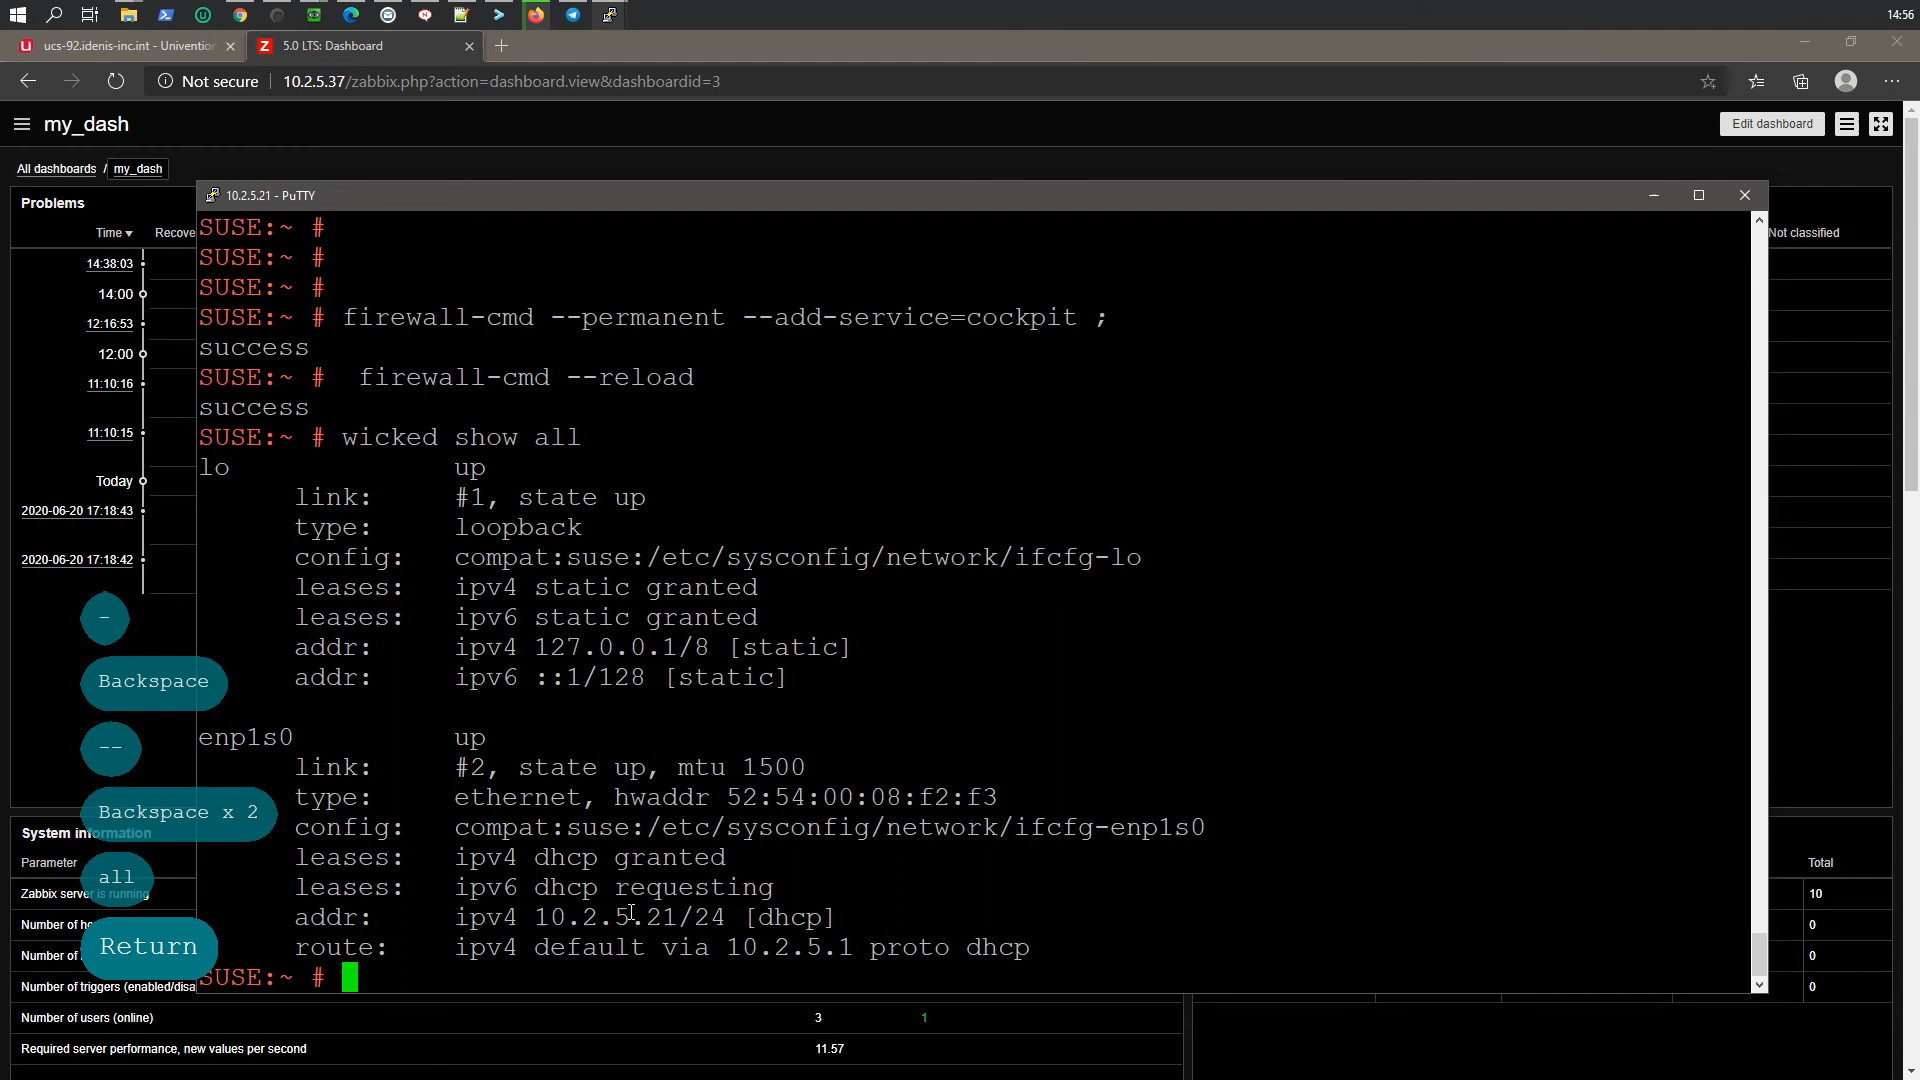 14:56
ucs-92.idenis-inc.int - Univention
5.0 LTS: Dashboard
Not secure
10.2.5.37/zabbix.php?action=dashboard.view&dashboardid=3
my_dash
Edit dashboard
All dashboards / my_dash
Problems
Time
Recove
Not classified
14:38:03
14:00
12:16:53
12:00
11:10:16
11:10:15
Today
2020-06-20 17:18:43
2020-06-20 17:18:42
10.2.5.21 - PuTTY
SUSE:~ #
SUSE:~ #
SUSE:~ #
SUSE:~ # firewall-cmd --permanent --add-service=cockpit ;
success
SUSE:~ #  firewall-cmd --reload
success
SUSE:~ # wicked show all
lo              up
      link:     #1, state up
      type:     loopback
      config:   compat:suse:/etc/sysconfig/network/ifcfg-lo
      leases:   ipv4 static granted
      leases:   ipv6 static granted
      addr:     ipv4 127.0.0.1/8 [static]
      addr:     ipv6 ::1/128 [static]
enp1s0          up
      link:     #2, state up, mtu 1500
      type:     ethernet, hwaddr 52:54:00:08:f2:f3
      config:   compat:suse:/etc/sysconfig/network/ifcfg-enp1s0
      leases:   ipv4 dhcp granted
      leases:   ipv6 dhcp requesting
      addr:     ipv4 10.2.5.21/24 [dhcp]
      route:    ipv4 default via 10.2.5.1 proto dhcp
SUSE:~ #
-
Backspace
--
Backspace x 2
all
Return
System information
Parameter
Total
Zabbix server is running
10
Number of
0
Number of
0
Number of triggers (enabled/disa
0
Number of users (online)
3
1
Required server performance, new values per second
11.57